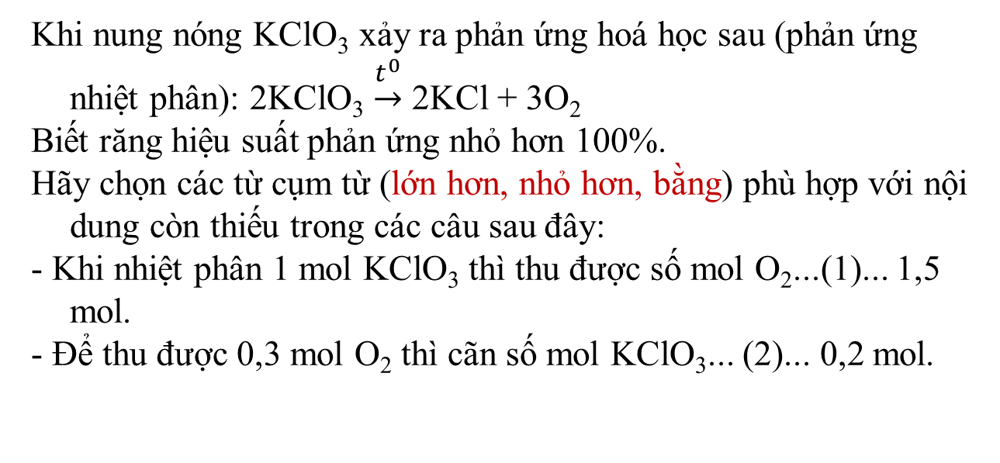 Khi nung nóng KClO₃ xảy ra phản ứng hoá học sau (phản ứng
nhiệt phân): 2KClO₃ →(t⁰) 2KCl + 3O₂
Biết răng hiệu suất phản ứng nhỏ hơn 100%.
Hãy chọn các từ cụm từ (lớn hơn, nhỏ hơn, bằng) phù hợp với nội
dung còn thiếu trong các câu sau đây:
- Khi nhiệt phân 1 mol KClO₃ thì thu được số mol O₂...(1)... 1,5
mol.
- Để thu được 0,3 mol O₂ thì cãn số mol KClO₃... (2)... 0,2 mol.